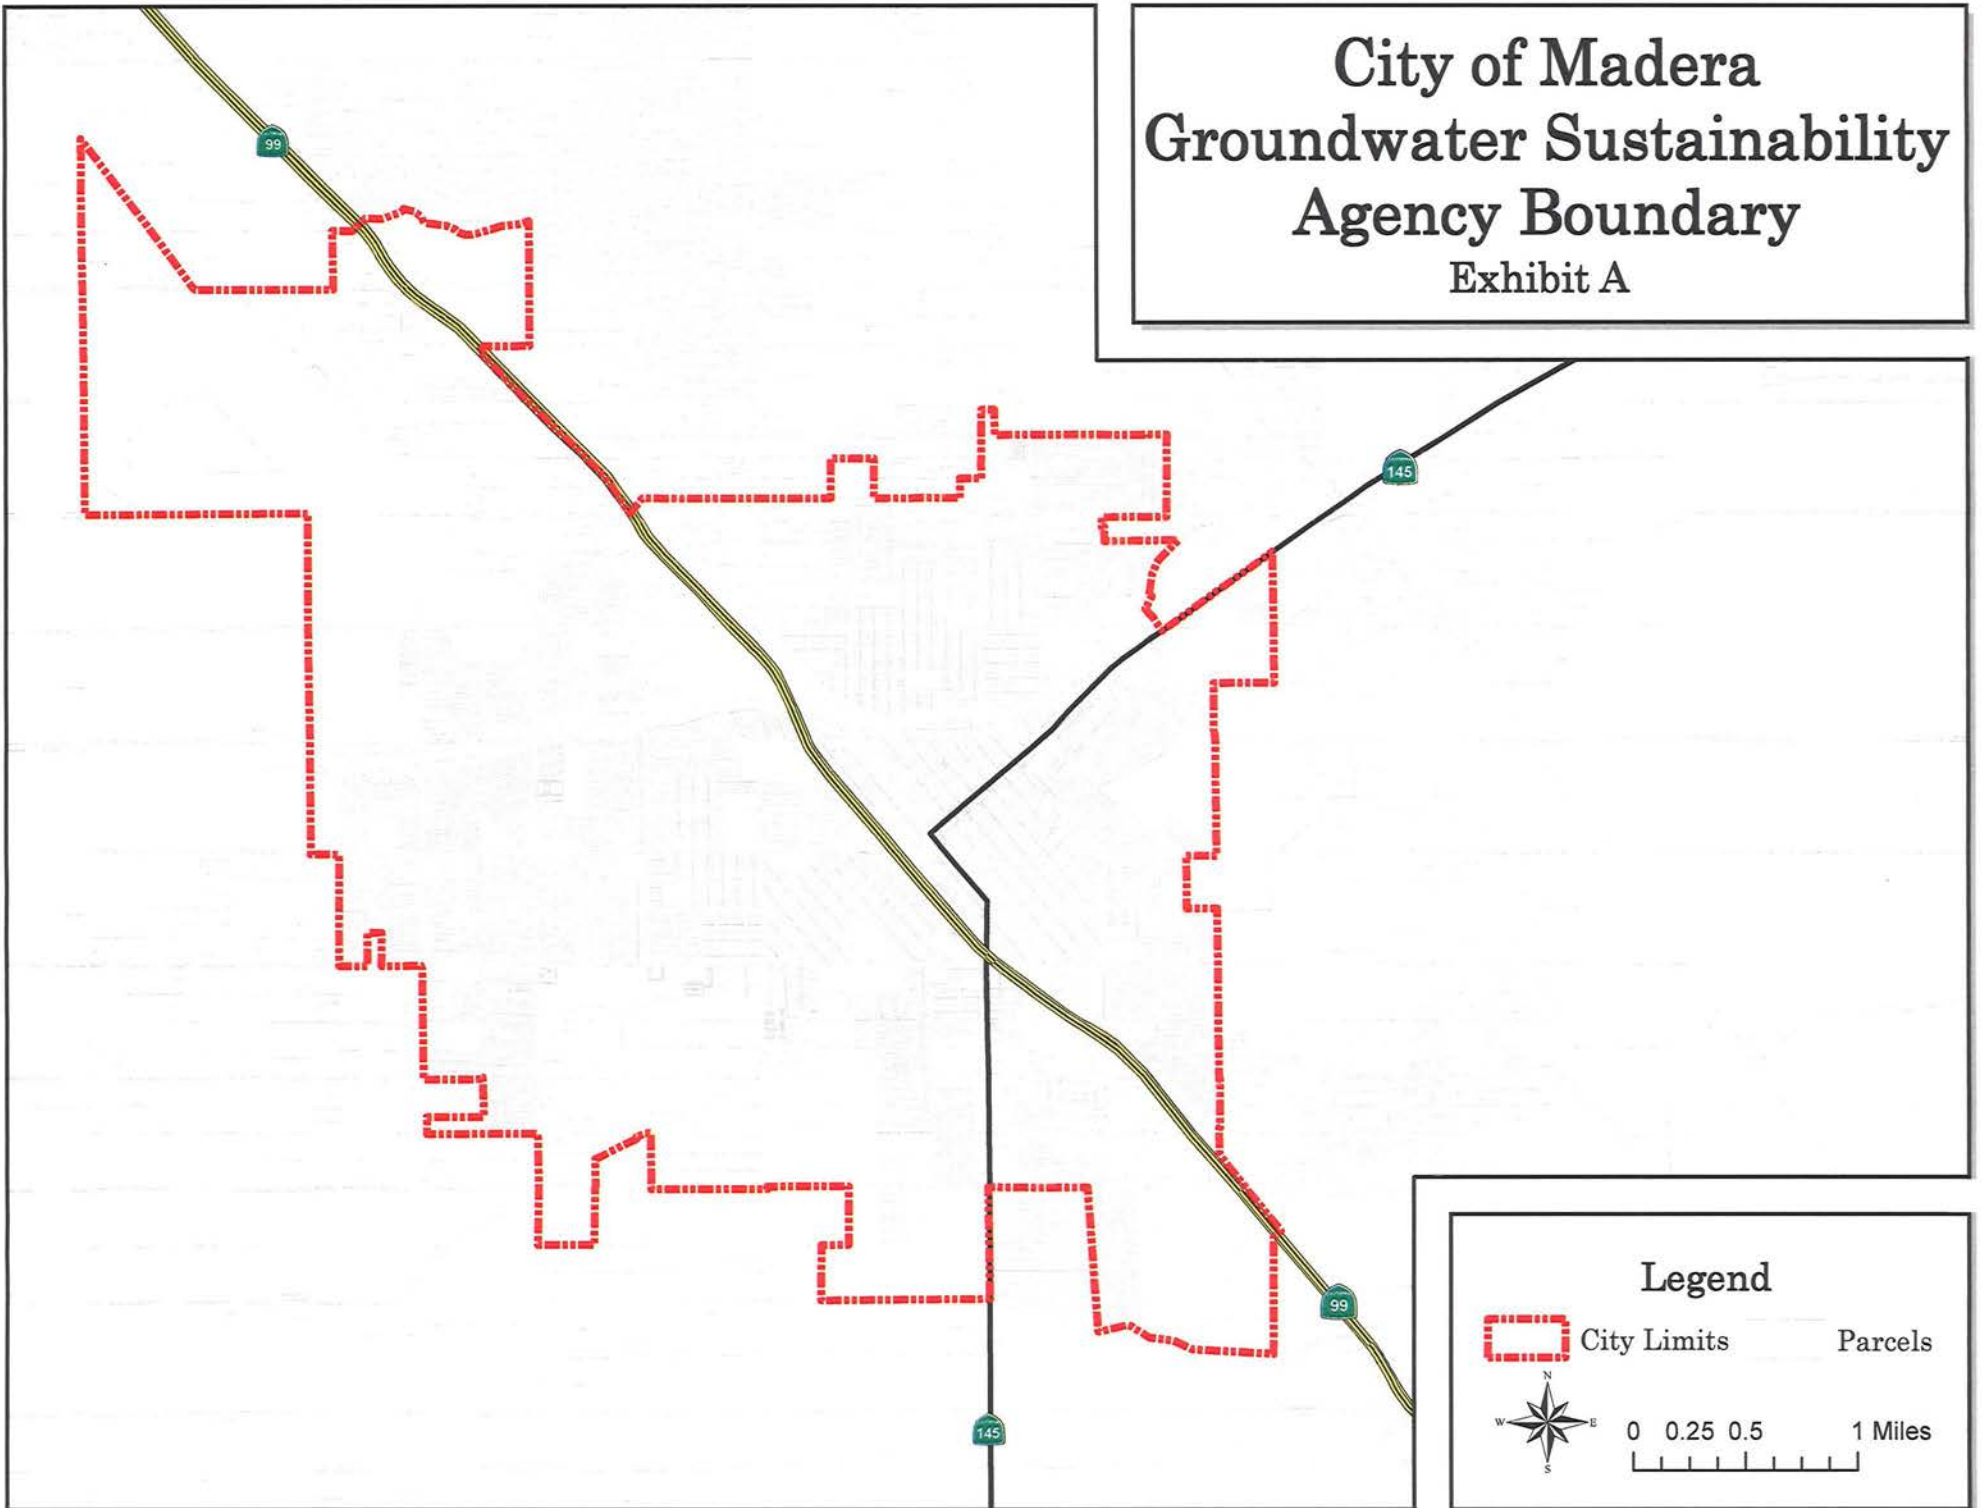 City of Madera
Groundwater Sustainability
Agency Boundary
Exhibit A
99
145
99
145
Legend
City Limits Parcels
N
W E
S
0 0.25 0.5 1 Miles